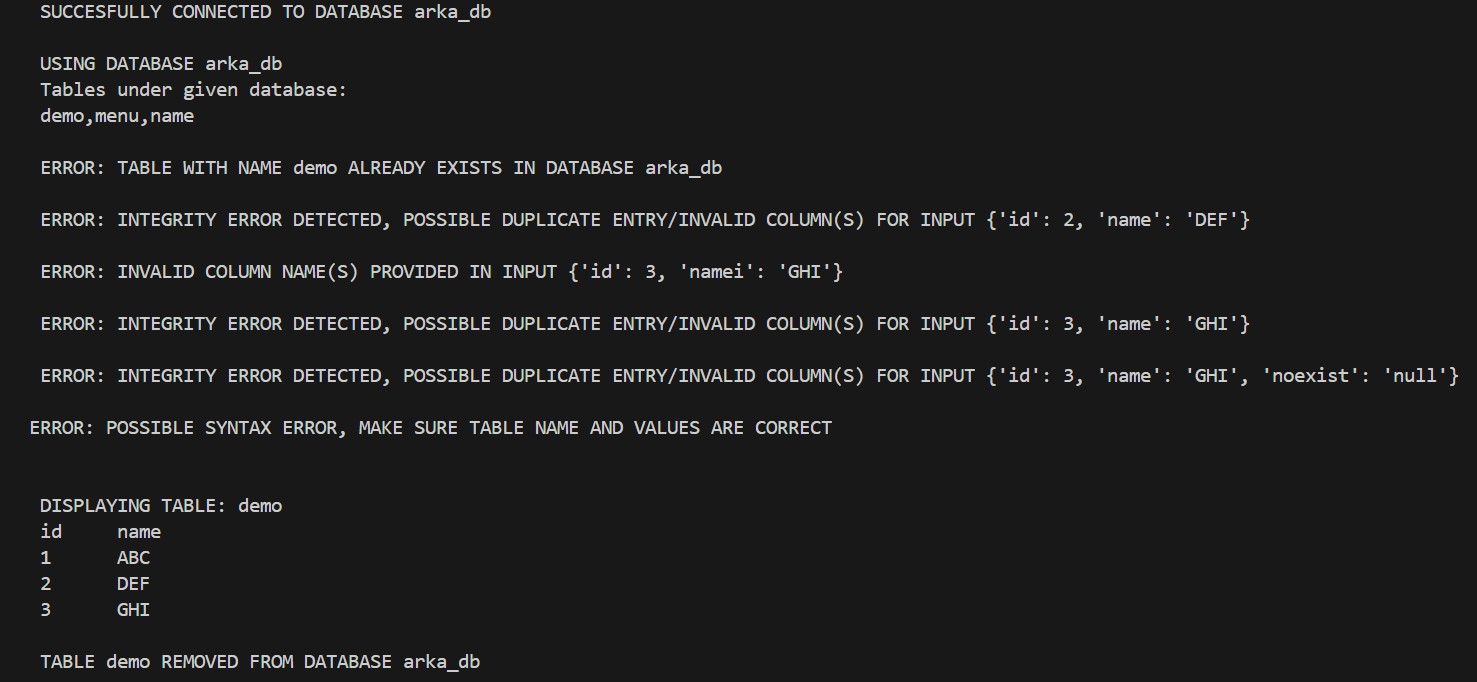 SUCCESFULLY CONNECTED TO DATABASE arka_db
USING DATABASE arka_db
Tables under given database:
demo,menu,name
ERROR: TABLE WITH NAME demo ALREADY EXISTS IN DATABASE arka_db
ERROR: INTEGRITY ERROR DETECTED, POSSIBLE DUPLICATE ENTRY/INVALID COLUMN(S) FOR INPUT {'id': 2, 'name': 'DEF'}
ERROR: INVALID COLUMN NAME(S) PROVIDED IN INPUT {'id': 3, 'namei': 'GHI'}
ERROR: INTEGRITY ERROR DETECTED, POSSIBLE DUPLICATE ENTRY/INVALID COLUMN(S) FOR INPUT {'id': 3, 'name': 'GHI'}
ERROR: INTEGRITY ERROR DETECTED, POSSIBLE DUPLICATE ENTRY/INVALID COLUMN(S) FOR INPUT {'id': 3, 'name': 'GHI', 'noexist': 'null'}
ERROR: POSSIBLE SYNTAX ERROR, MAKE SURE TABLE NAME AND VALUES ARE CORRECT
DISPLAYING TABLE: demo
id     name
1      ABC
2      DEF
3      GHI
TABLE demo REMOVED FROM DATABASE arka_db